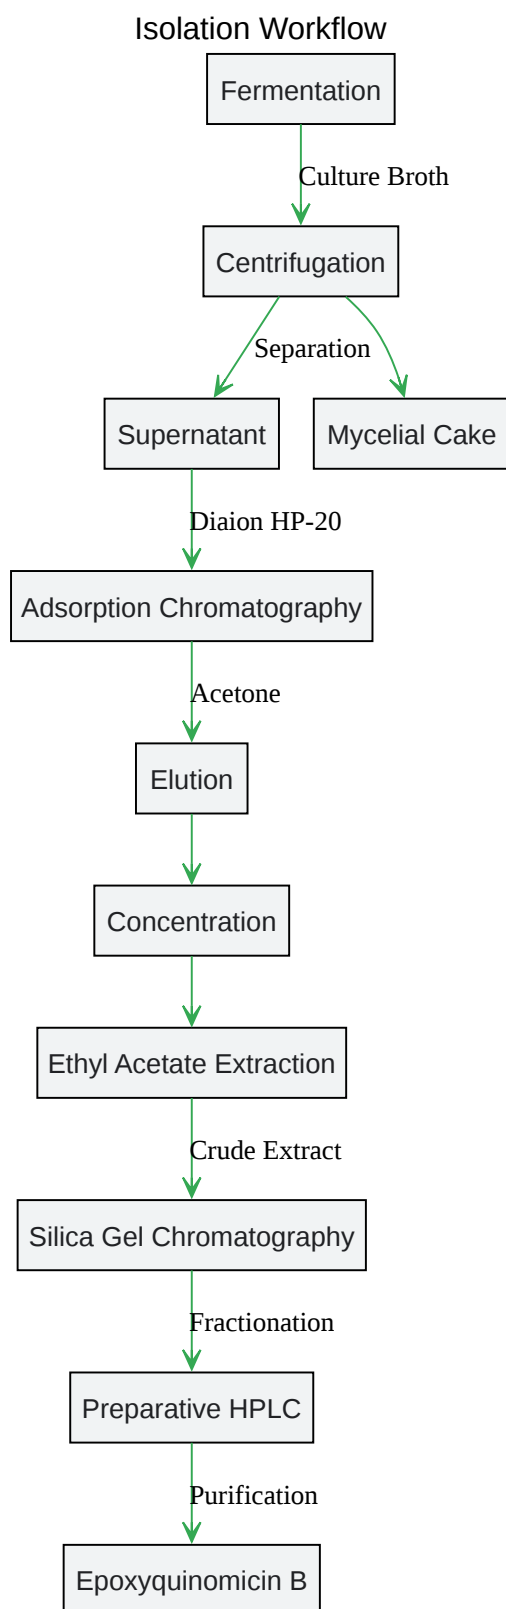 Isolation Workflow
Fermentation
Culture Broth
Centrifugation
Separation
Supernatant
Mycelial Cake
Diaion HP-20
Adsorption Chromatography
Acetone
Elution
Concentration
Ethyl Acetate Extraction
Crude Extract
Silica Gel Chromatography
Fractionation
Preparative HPLC
Purification
Epoxyquinomicin B